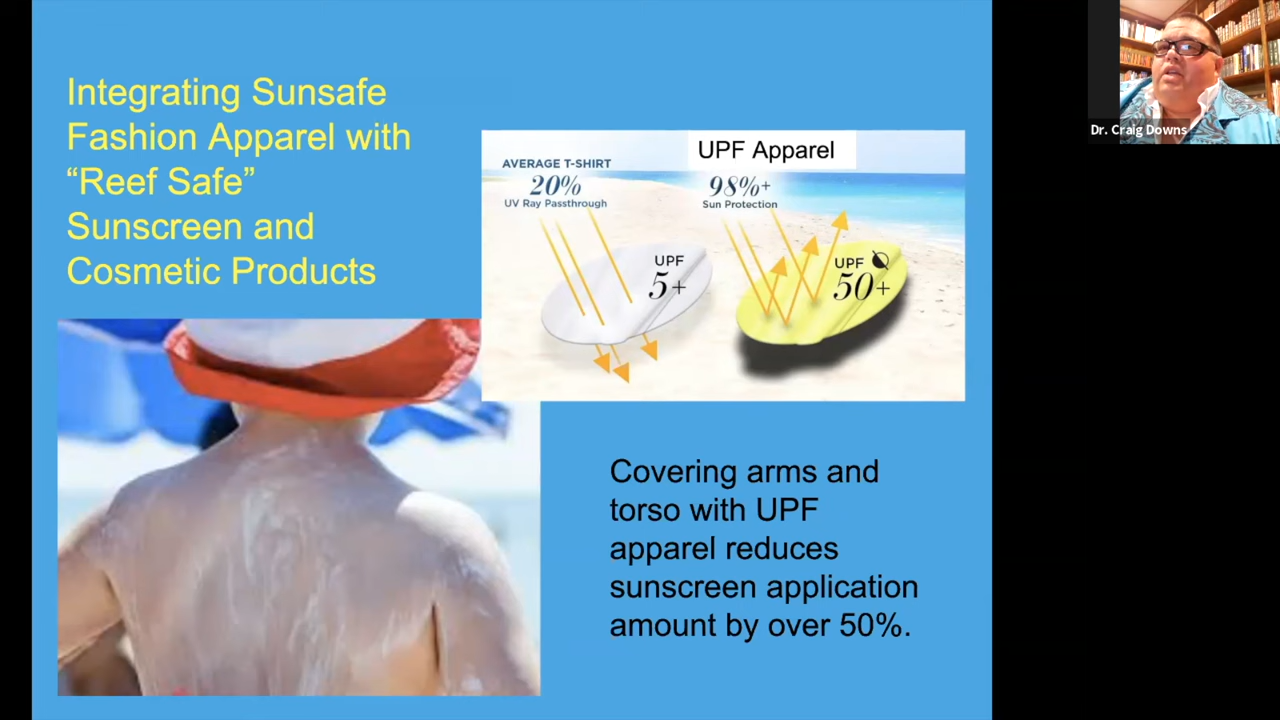 Integrating Sunsafe
Fashion Apparel with
“Reef Safe”
Sunscreen and
Cosmetic Products
AVERAGE T-SHIRT
20%
UV Ray Passthrough
UPF
5+
UPF Apparel
98%+
Sun Protection
UPF
50+
Covering arms and
torso with UPF
apparel reduces
sunscreen application
amount by over 50%.
Dr. Craig Downs